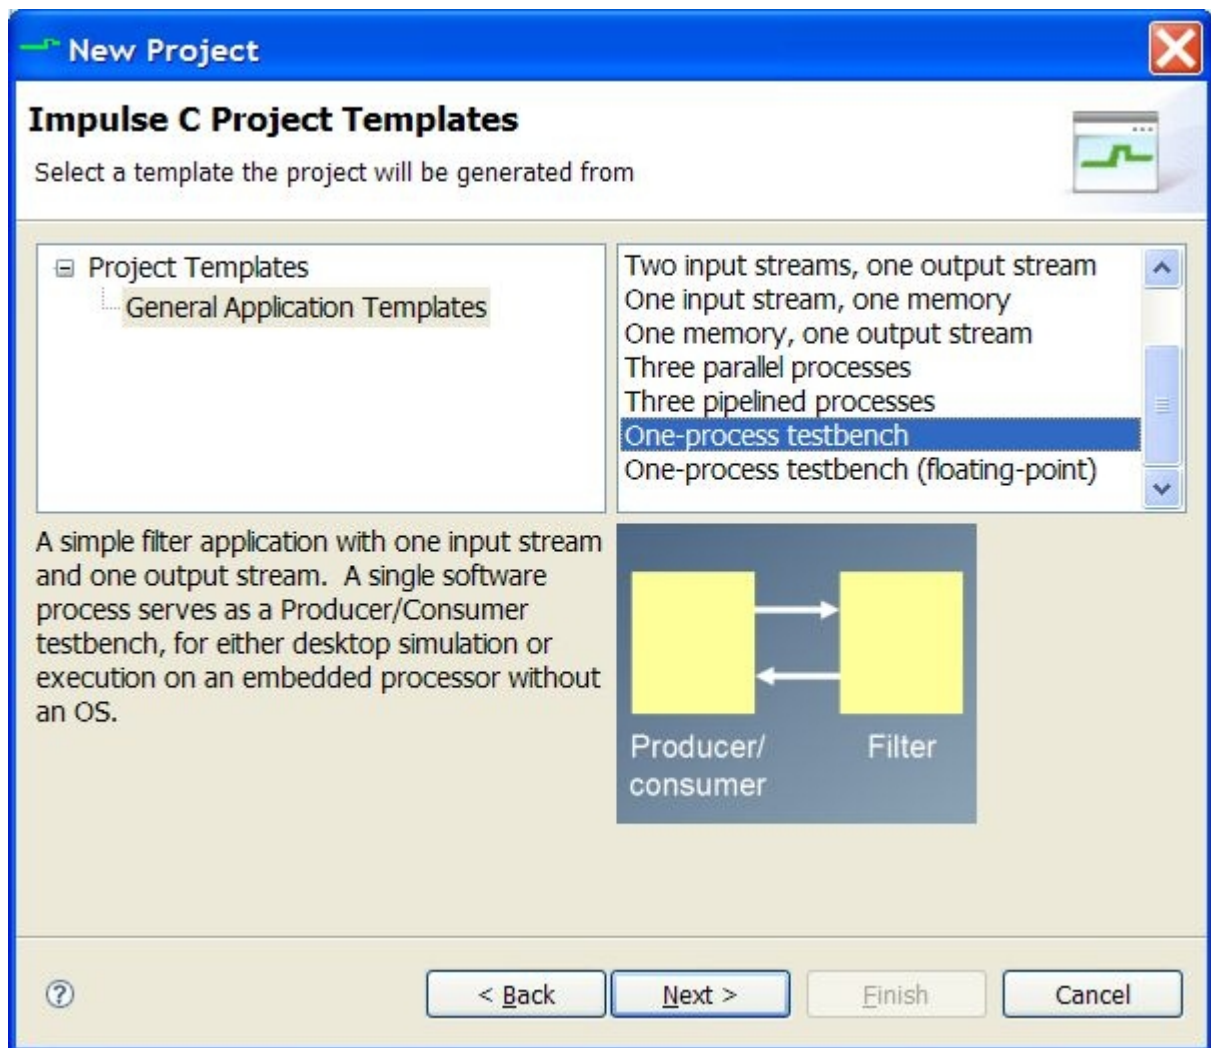 New Project
Impulse C Project Templates
Select a template the project will be generated from
Project Templates
General Application Templates
Two input streams, one output stream
One input stream, one memory
One memory, one output stream
Three parallel processes
Three pipelined processes
One-process testbench
One-process testbench (floating-point)
A simple filter application with one input stream
and one output stream. A single software
process serves as a Producer/Consumer
testbench, for either desktop simulation or
execution on an embedded processor without
an OS.
Producer/
consumer
Filter
?
< Back
Next >
Finish
Cancel